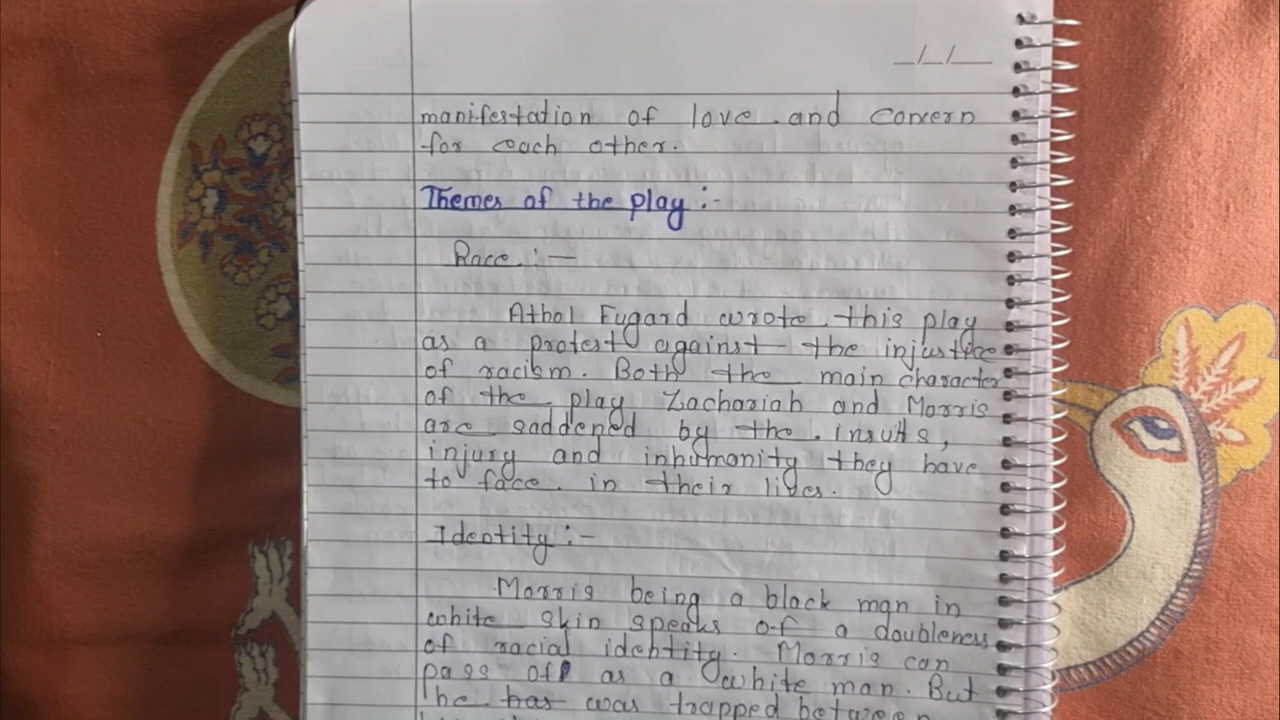 _/_/__
manifestation of love and concern
for each other.
Themes of the play :-
Race :-
Athol Fugard wrote this play
as a protest against the injustice
of racism. Both the main character
of the play Zachariah and Morris
are saddened by the insults,
injury and inhumanity they have
to face in their lives.
Identity :-
Morris being a black man in
white skin speaks of a doubleness
of racial identity. Morris can
pass off as a white man. But
he has was trapped between